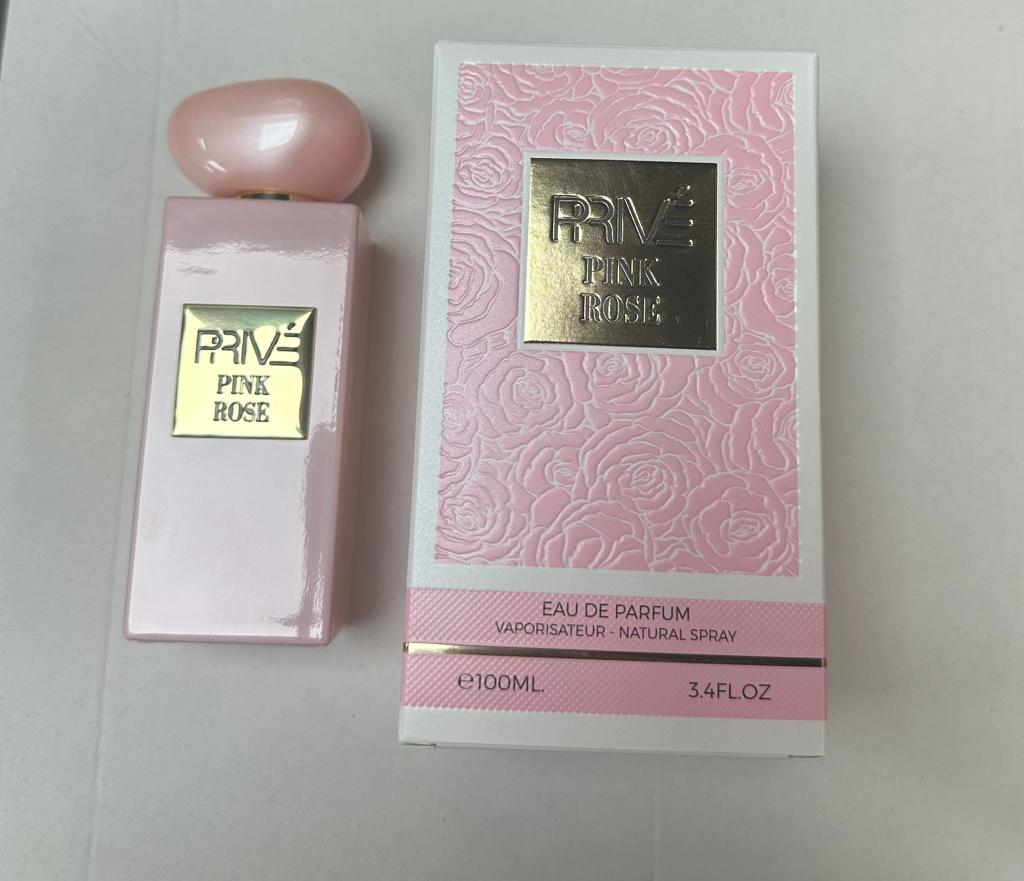 PRIVÉ
PINK
ROSE
PRIVÉ
PINK
ROSE
EAU DE PARFUM
VAPORISATEUR - NATURAL SPRAY
℮100ML.
3.4FL.OZ